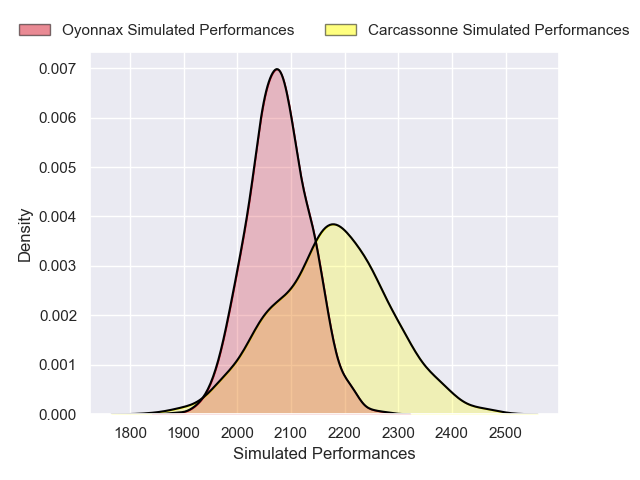 Oyonnax Simulated Performances
Carcassonne Simulated Performances
0.007
0.006
0.005
0.004
0.003
0.002
0.001
0.000
Density
1800 1900 2000 2100 2200 2300 2400 2500
Simulated Performances